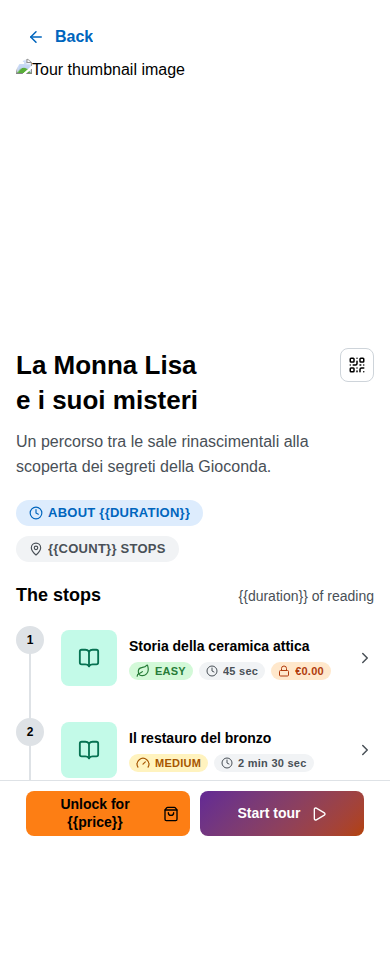 Back
Tour thumbnail image
La Monna Lisa
e i suoi misteri
Un percorso tra le sale rinascimentali alla
scoperta dei segreti della Gioconda.
ABOUT {{DURATION}}
{{COUNT}} STOPS
The stops
{{duration}} of reading
1
Storia della ceramica attica
EASY
45 sec
€0.00
2
Il restauro del bronzo
MEDIUM
2 min 30 sec
Unlock for
{{price}}
Start tour